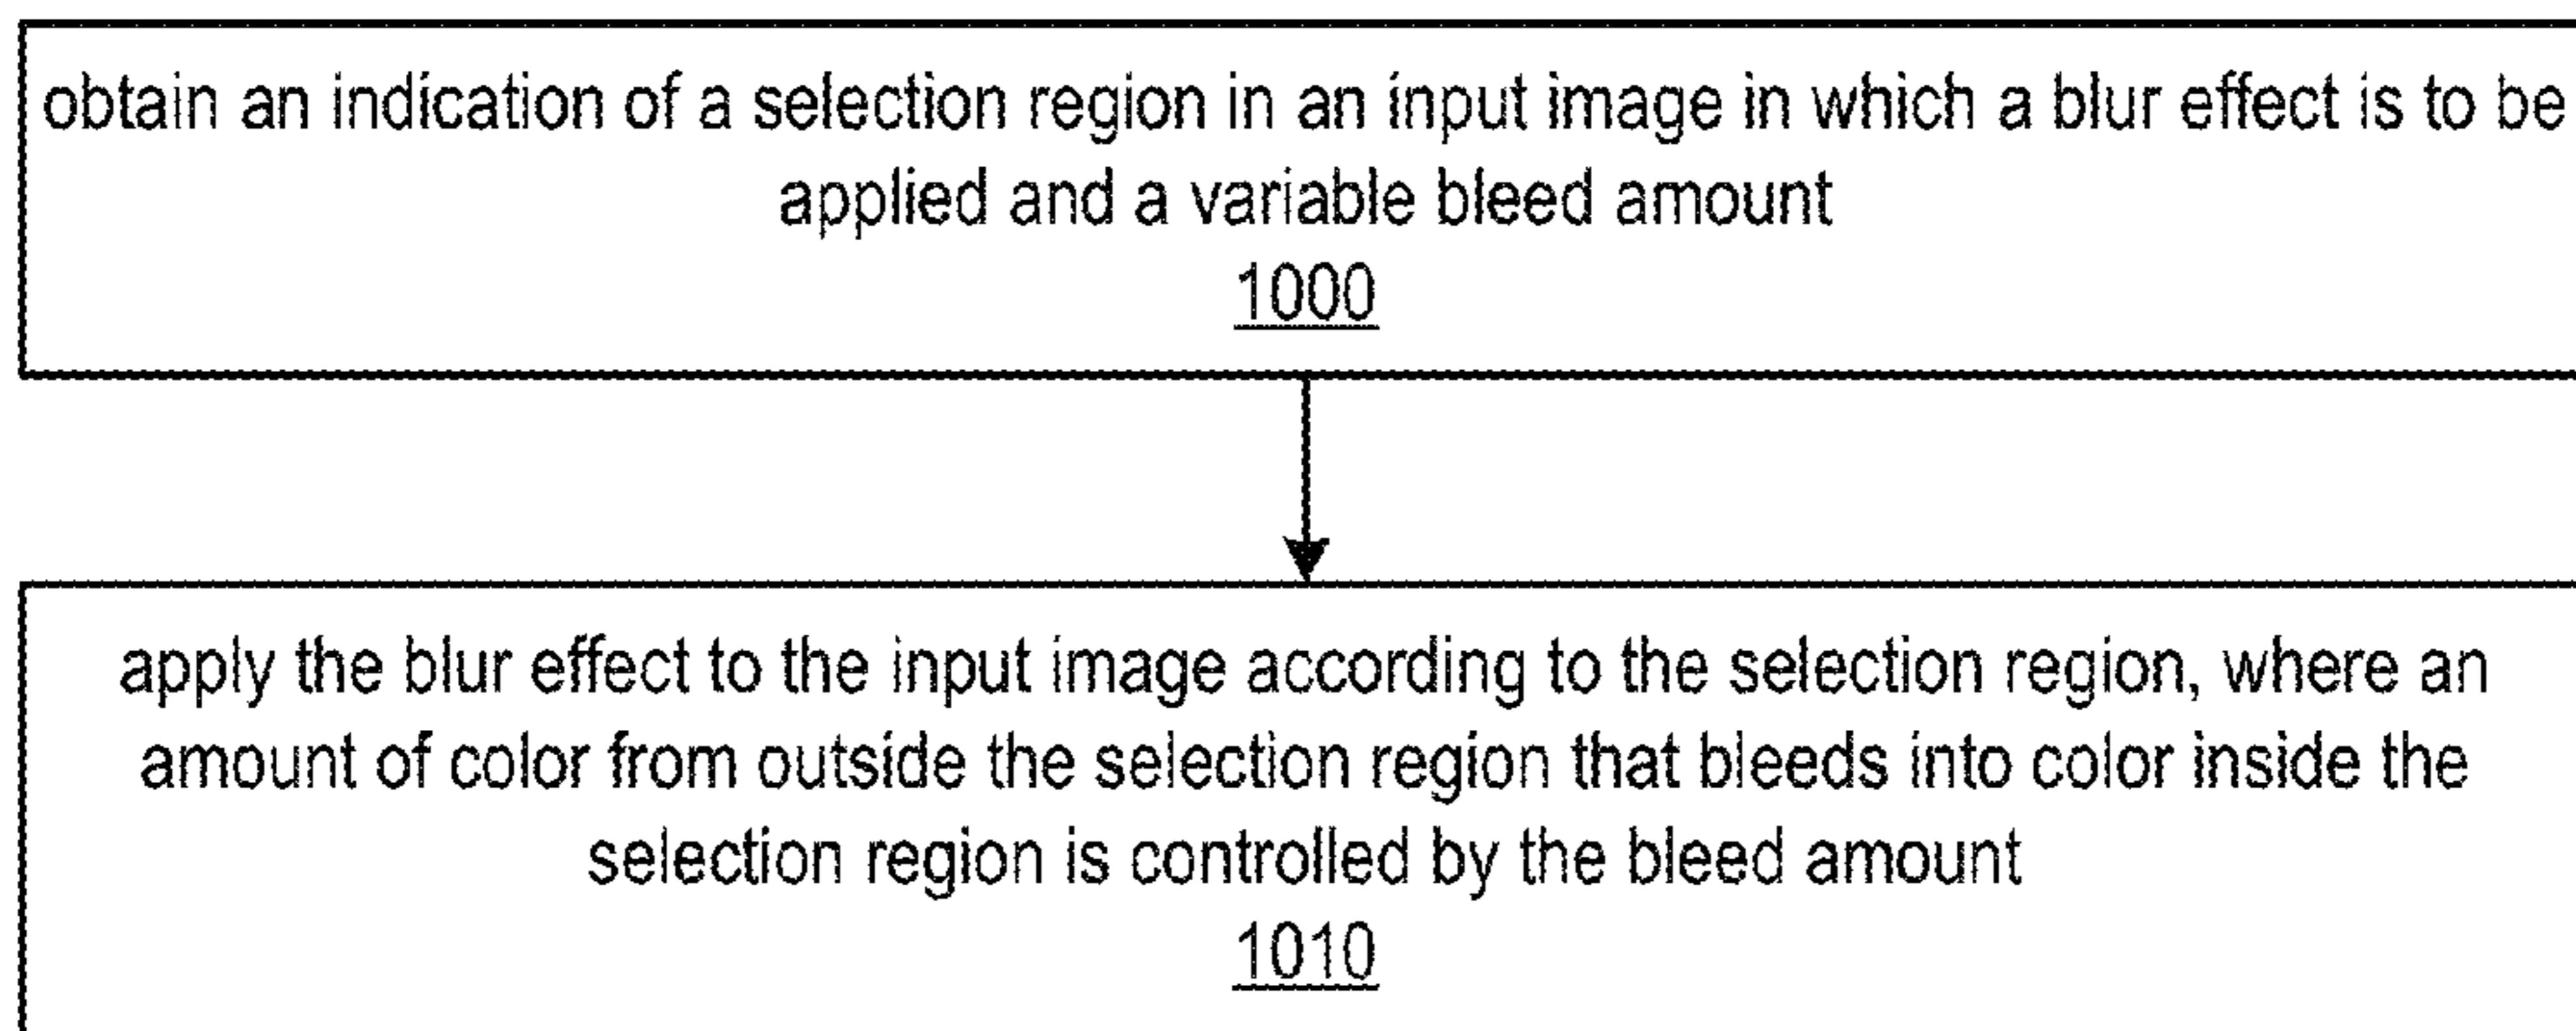 obtain an indication of a selection region in an input image in which a blur effect is to be
applied and a variable bleed amount
1000
apply the blur effect to the input image according to the selection region, where an
amount of color from outside the selection region that bleeds into color inside the
selection region is controlled by the bleed amount
1010